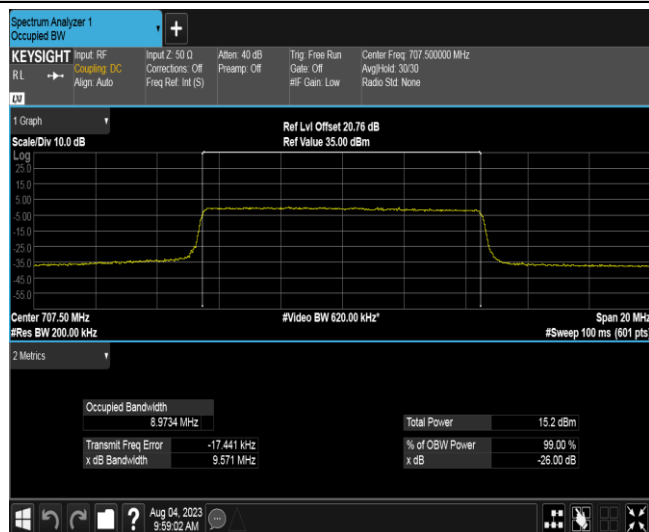 Spectrum Analyzer 1
Occupied BW
+
KEYSIGHT Input: RF Input Z: 50 Ω Atten: 40 dB Trig: Free Run Center Freq: 707.500000 MHz
RL Coupling: DC Corrections: Off Preamp: Off Gate: Off Avg|Hold: 30/30
Align: Auto Freq Ref: Int (S) #IF Gain: Low Radio Std: None
LXI
1 Graph
Ref Lvl Offset 20.76 dB
Scale/Div 10.0 dB Ref Value 35.00 dBm
Log
25.0
15.0
5.00
-5.00
-15.0
-25.0
-35.0
-45.0
-55.0
Center 707.50 MHz #Video BW 620.00 kHz* Span 20 MHz
#Res BW 200.00 kHz #Sweep 100 ms (601 pts)
2 Metrics
Occupied Bandwidth
8.9734 MHz Total Power 15.2 dBm
Transmit Freq Error -17.441 kHz % of OBW Power 99.00 %
x dB Bandwidth 9.571 MHz x dB -26.00 dB
? Aug 04, 2023
9:59:02 AM